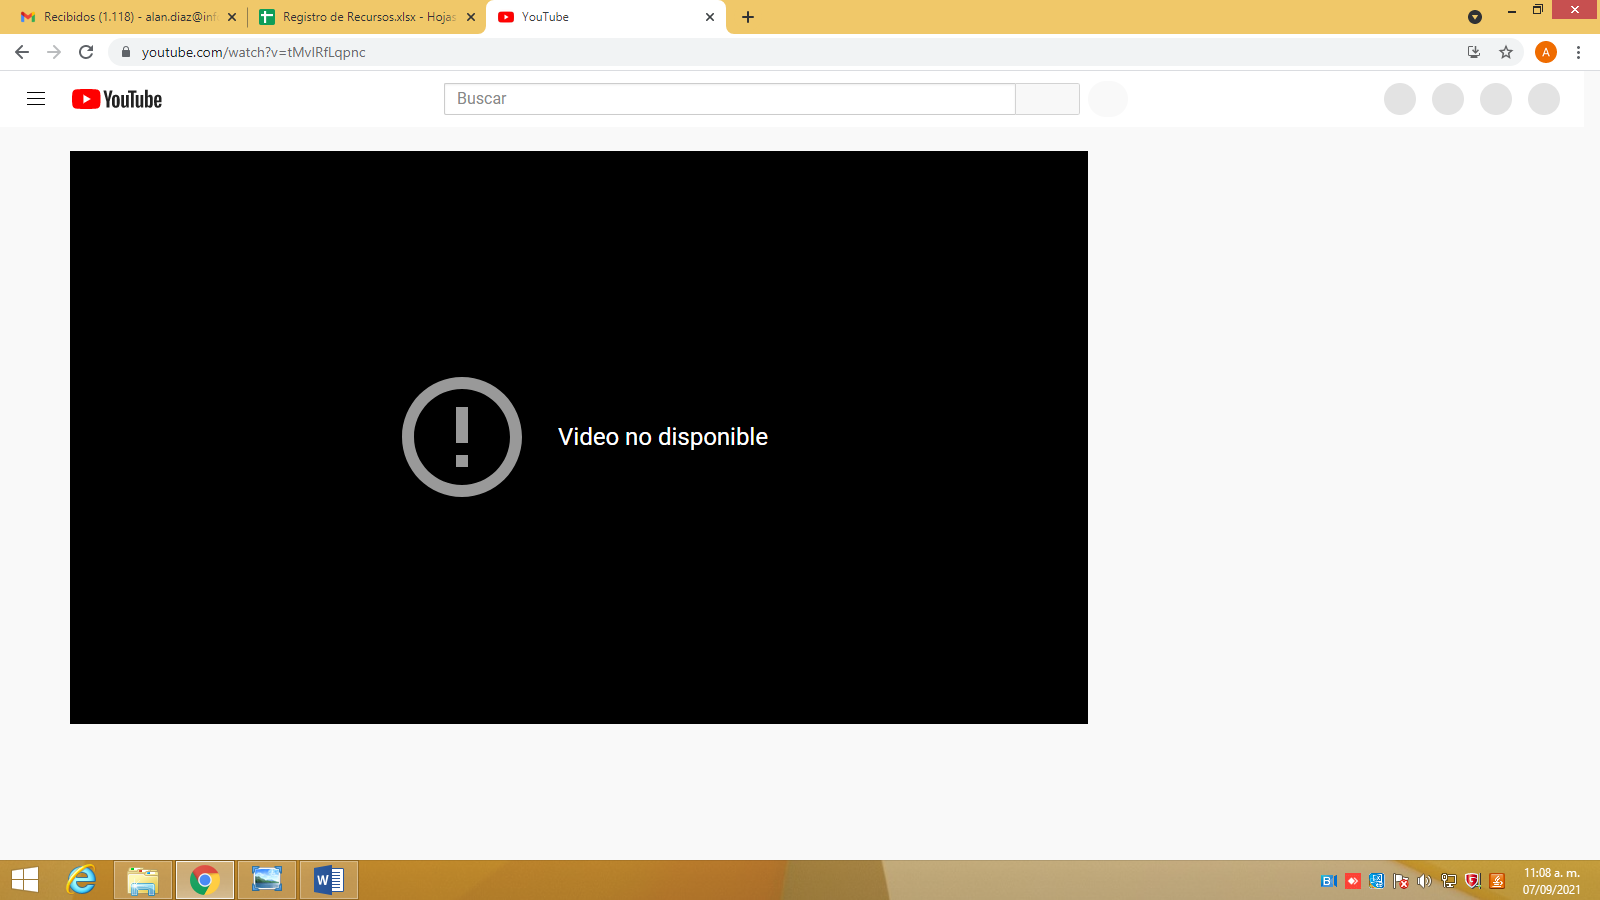 Recibidos (1.118) - alan.diaz@inf
Registro de Recursos.xlsx - Hojas
YouTube
youtube.com/watch?v=tMvlRfLqpnc
A
YouTube
Buscar
Video no disponible
11:08 a. m.
07/09/2021